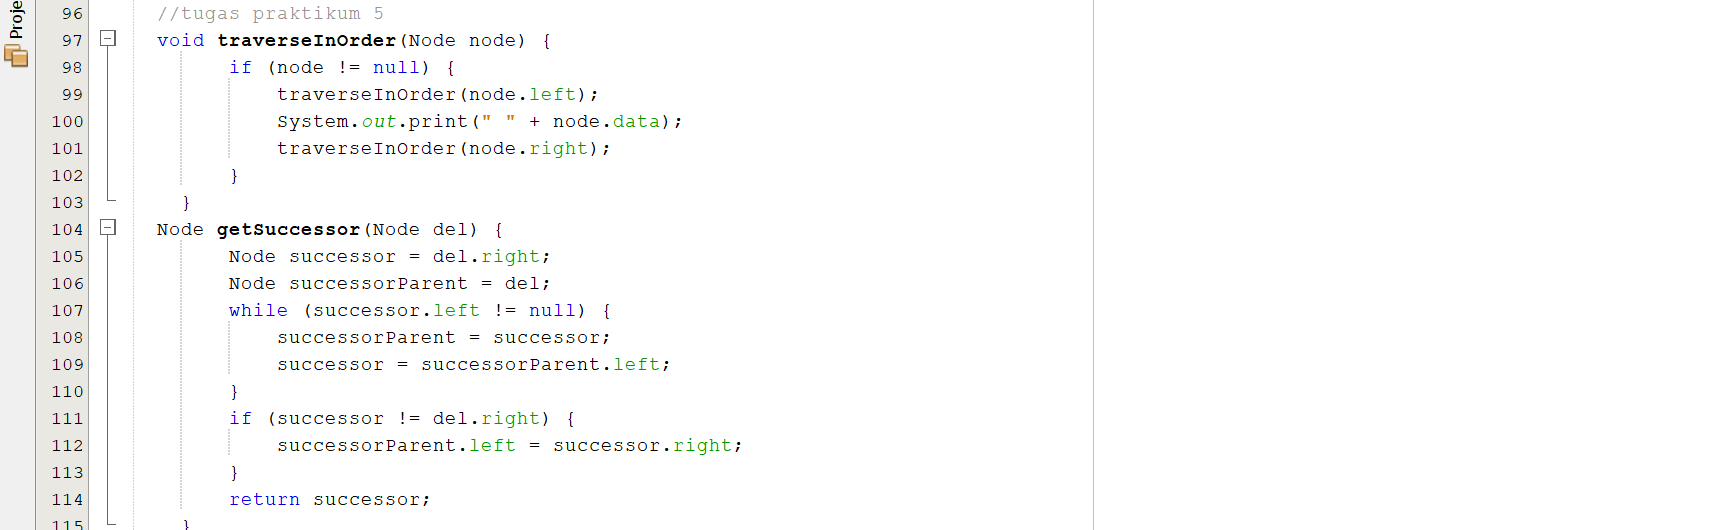 Proje
96 //tugas praktikum 5
97 void traverseInOrder(Node node) {
98 if (node != null) {
99 traverseInOrder(node.left);
100 System.out.print(" " + node.data);
101 traverseInOrder(node.right);
102 }
103 }
104 Node getSuccessor(Node del) {
105 Node successor = del.right;
106 Node successorParent = del;
107 while (successor.left != null) {
108 successorParent = successor;
109 successor = successorParent.left;
110 }
111 if (successor != del.right) {
112 successorParent.left = successor.right;
113 }
114 return successor;
115 }